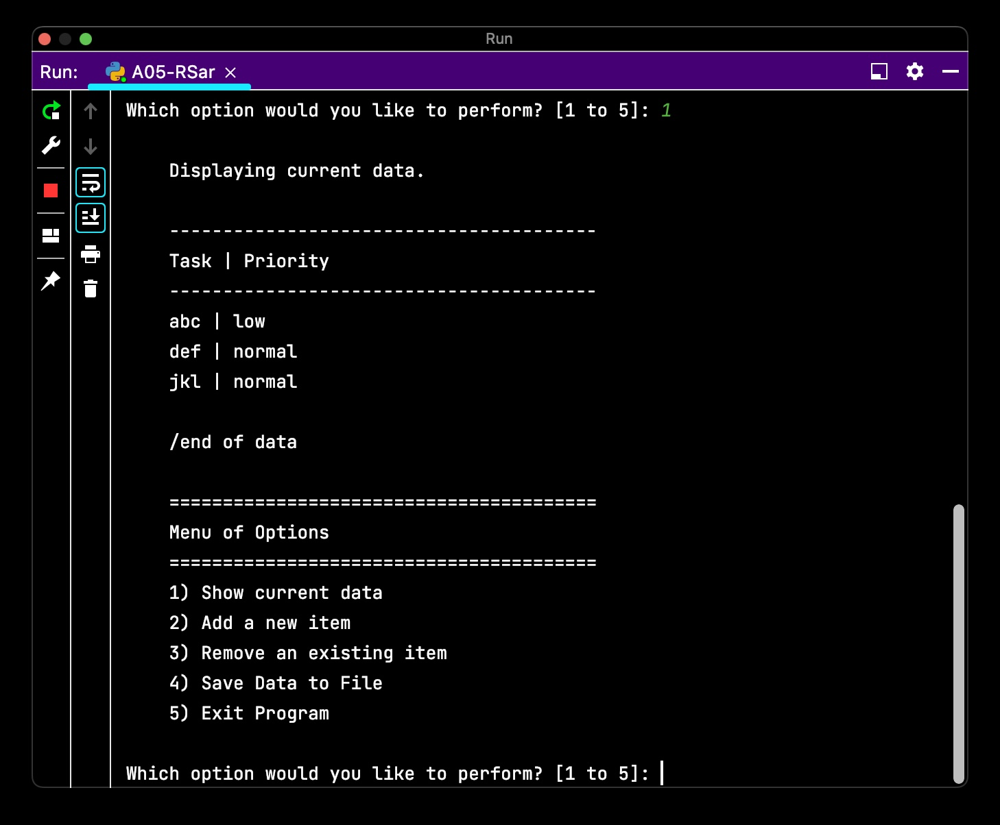 Run
Run: A05-RSar
Which option would you like to perform? [1 to 5]: 1
Displaying current data.
----------------------------------------
Task | Priority
----------------------------------------
abc | low
def | normal
jkl | normal
/end of data
========================================
Menu of Options
========================================
1) Show current data
2) Add a new item
3) Remove an existing item
4) Save Data to File
5) Exit Program
Which option would you like to perform? [1 to 5]: